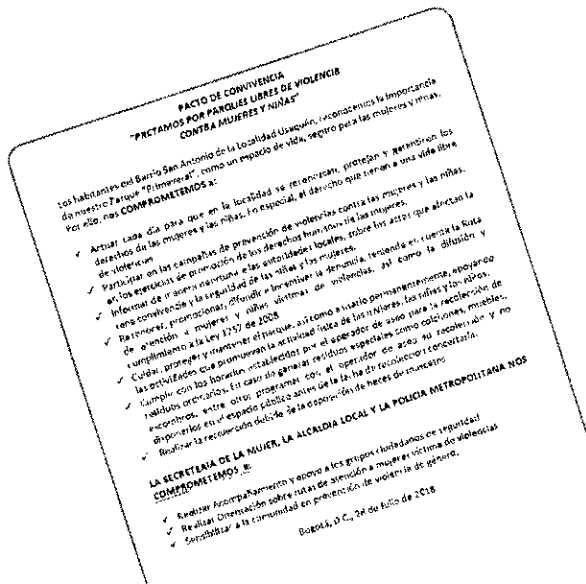 PACTO DE CONVIVENCIA
"PACTAMOS POR PARQUES LIBRES DE VIOLENCIA
CONTRA MUJERES Y NIÑAS"
Los habitantes del Barrio San Antonio de la Localidad Usaquén, reconocemos la importancia
de nuestro Parque "Primaveral", como un espacio de vida, seguro para las mujeres y niñas.
Por ello, nos COMPROMETEMOS a:
✓ Actuar cada día para que en la localidad se reconozcan, protejan y garanticen los
derechos de las mujeres y las niñas. En especial, el derecho que tienen a una vida libre
de violencias
✓ Participar en las campañas de prevención de violencias contra las mujeres y las niñas,
en los ejercicios de promoción de los derechos humanos de las mujeres.
✓ Informar de manera oportuna a las autoridades locales, sobre los actos que afectan la
sana convivencia y la seguridad de las niñas y las mujeres.
✓ Reconocer, promocionar, difundir e incentivar la denuncia, teniendo en cuenta la Ruta
de atención a mujeres y niñas víctimas de violencias, así como la difusión y
cumplimiento a la Ley 1257 de 2008
✓ Cuidar, proteger y mantener el parque, así como usarlo permanentemente, apoyando
las actividades que promuevan la actividad física de las mujeres, las niñas y los niños.
✓ Cumplir con los horarios establecidos por el operador de aseo para la recolección de
residuos ordinarios. En caso de generar residuos especiales como colchones, muebles,
escombros, entre otros programas con el operador de aseo su recolección y no
disponerlos en el espacio público antes de la fecha de recolección concertada.
✓ Realizar la recolección debida de la disposición de heces de mascotas
LA SECRETARIA DE LA MUJER, LA ALCALDIA LOCAL Y LA POLICIA METROPOLITANA NOS
COMPROMETEMOS a:
✓ Realizar Acompañamiento y apoyo a los grupos ciudadanos de seguridad
✓ Realizar Orientación sobre rutas de atención a mujeres víctima de violencias
✓ Sensibilizar a la comunidad en prevención de violencia de género.
Bogotá, D.C., 28 de Julio de 2018